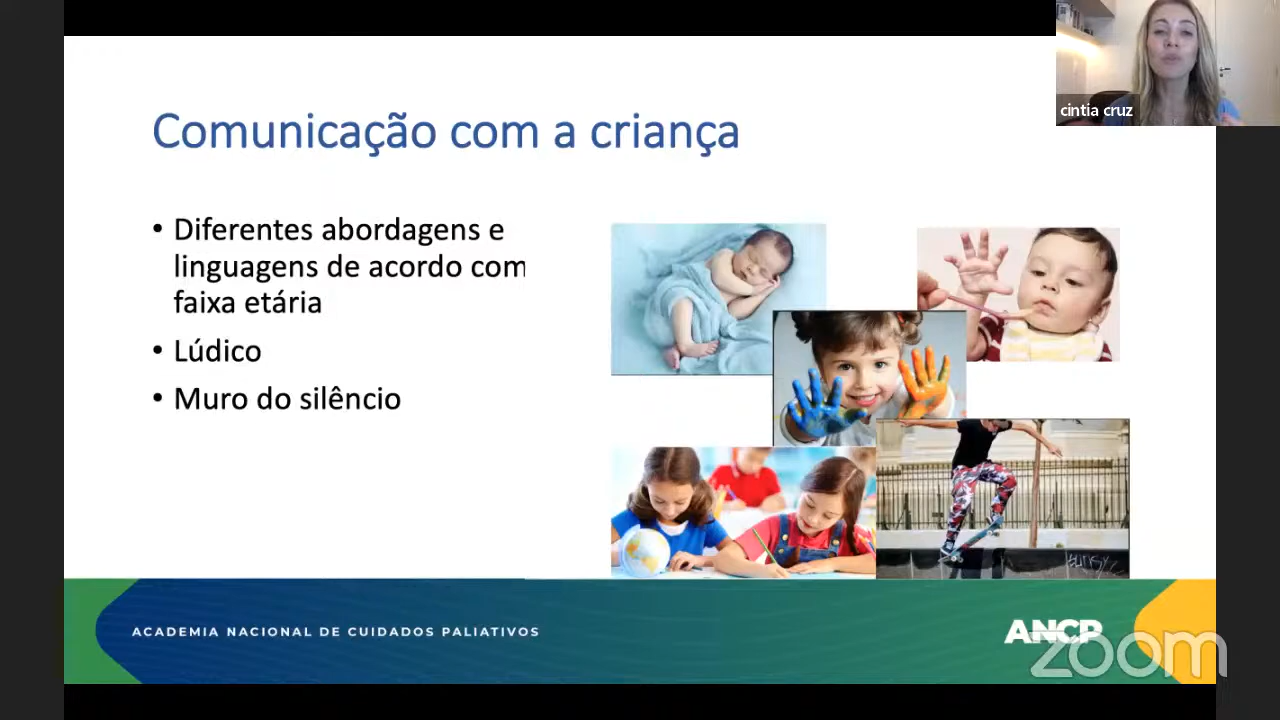 cintia cruz
Comunicação com a criança
• Diferentes abordagens e
linguagens de acordo com
faixa etária
• Lúdico
• Muro do silêncio
ACADEMIA NACIONAL DE CUIDADOS PALIATIVOS
ANCP
zoom